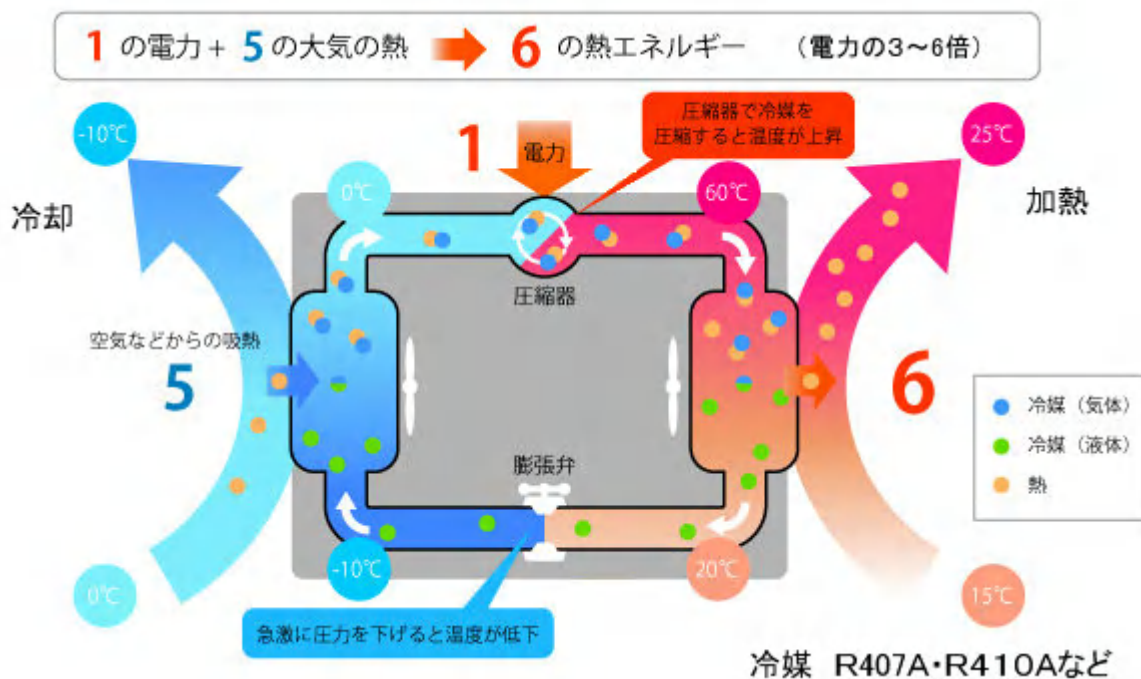 1 の電力 + 5 の大気の熱 6 の熱エネルギー （電力の3～6倍）
-10℃
1
電力
圧縮器で冷媒を
圧縮すると温度が上昇
25℃
冷却
0℃
60℃
加熱
圧縮器
空気などからの吸熱
5
6
冷媒（気体）
冷媒（液体）
熱
膨張弁
0℃
-10℃
20℃
15℃
急激に圧力を下げると温度が低下
冷媒 R407A・R410Aなど